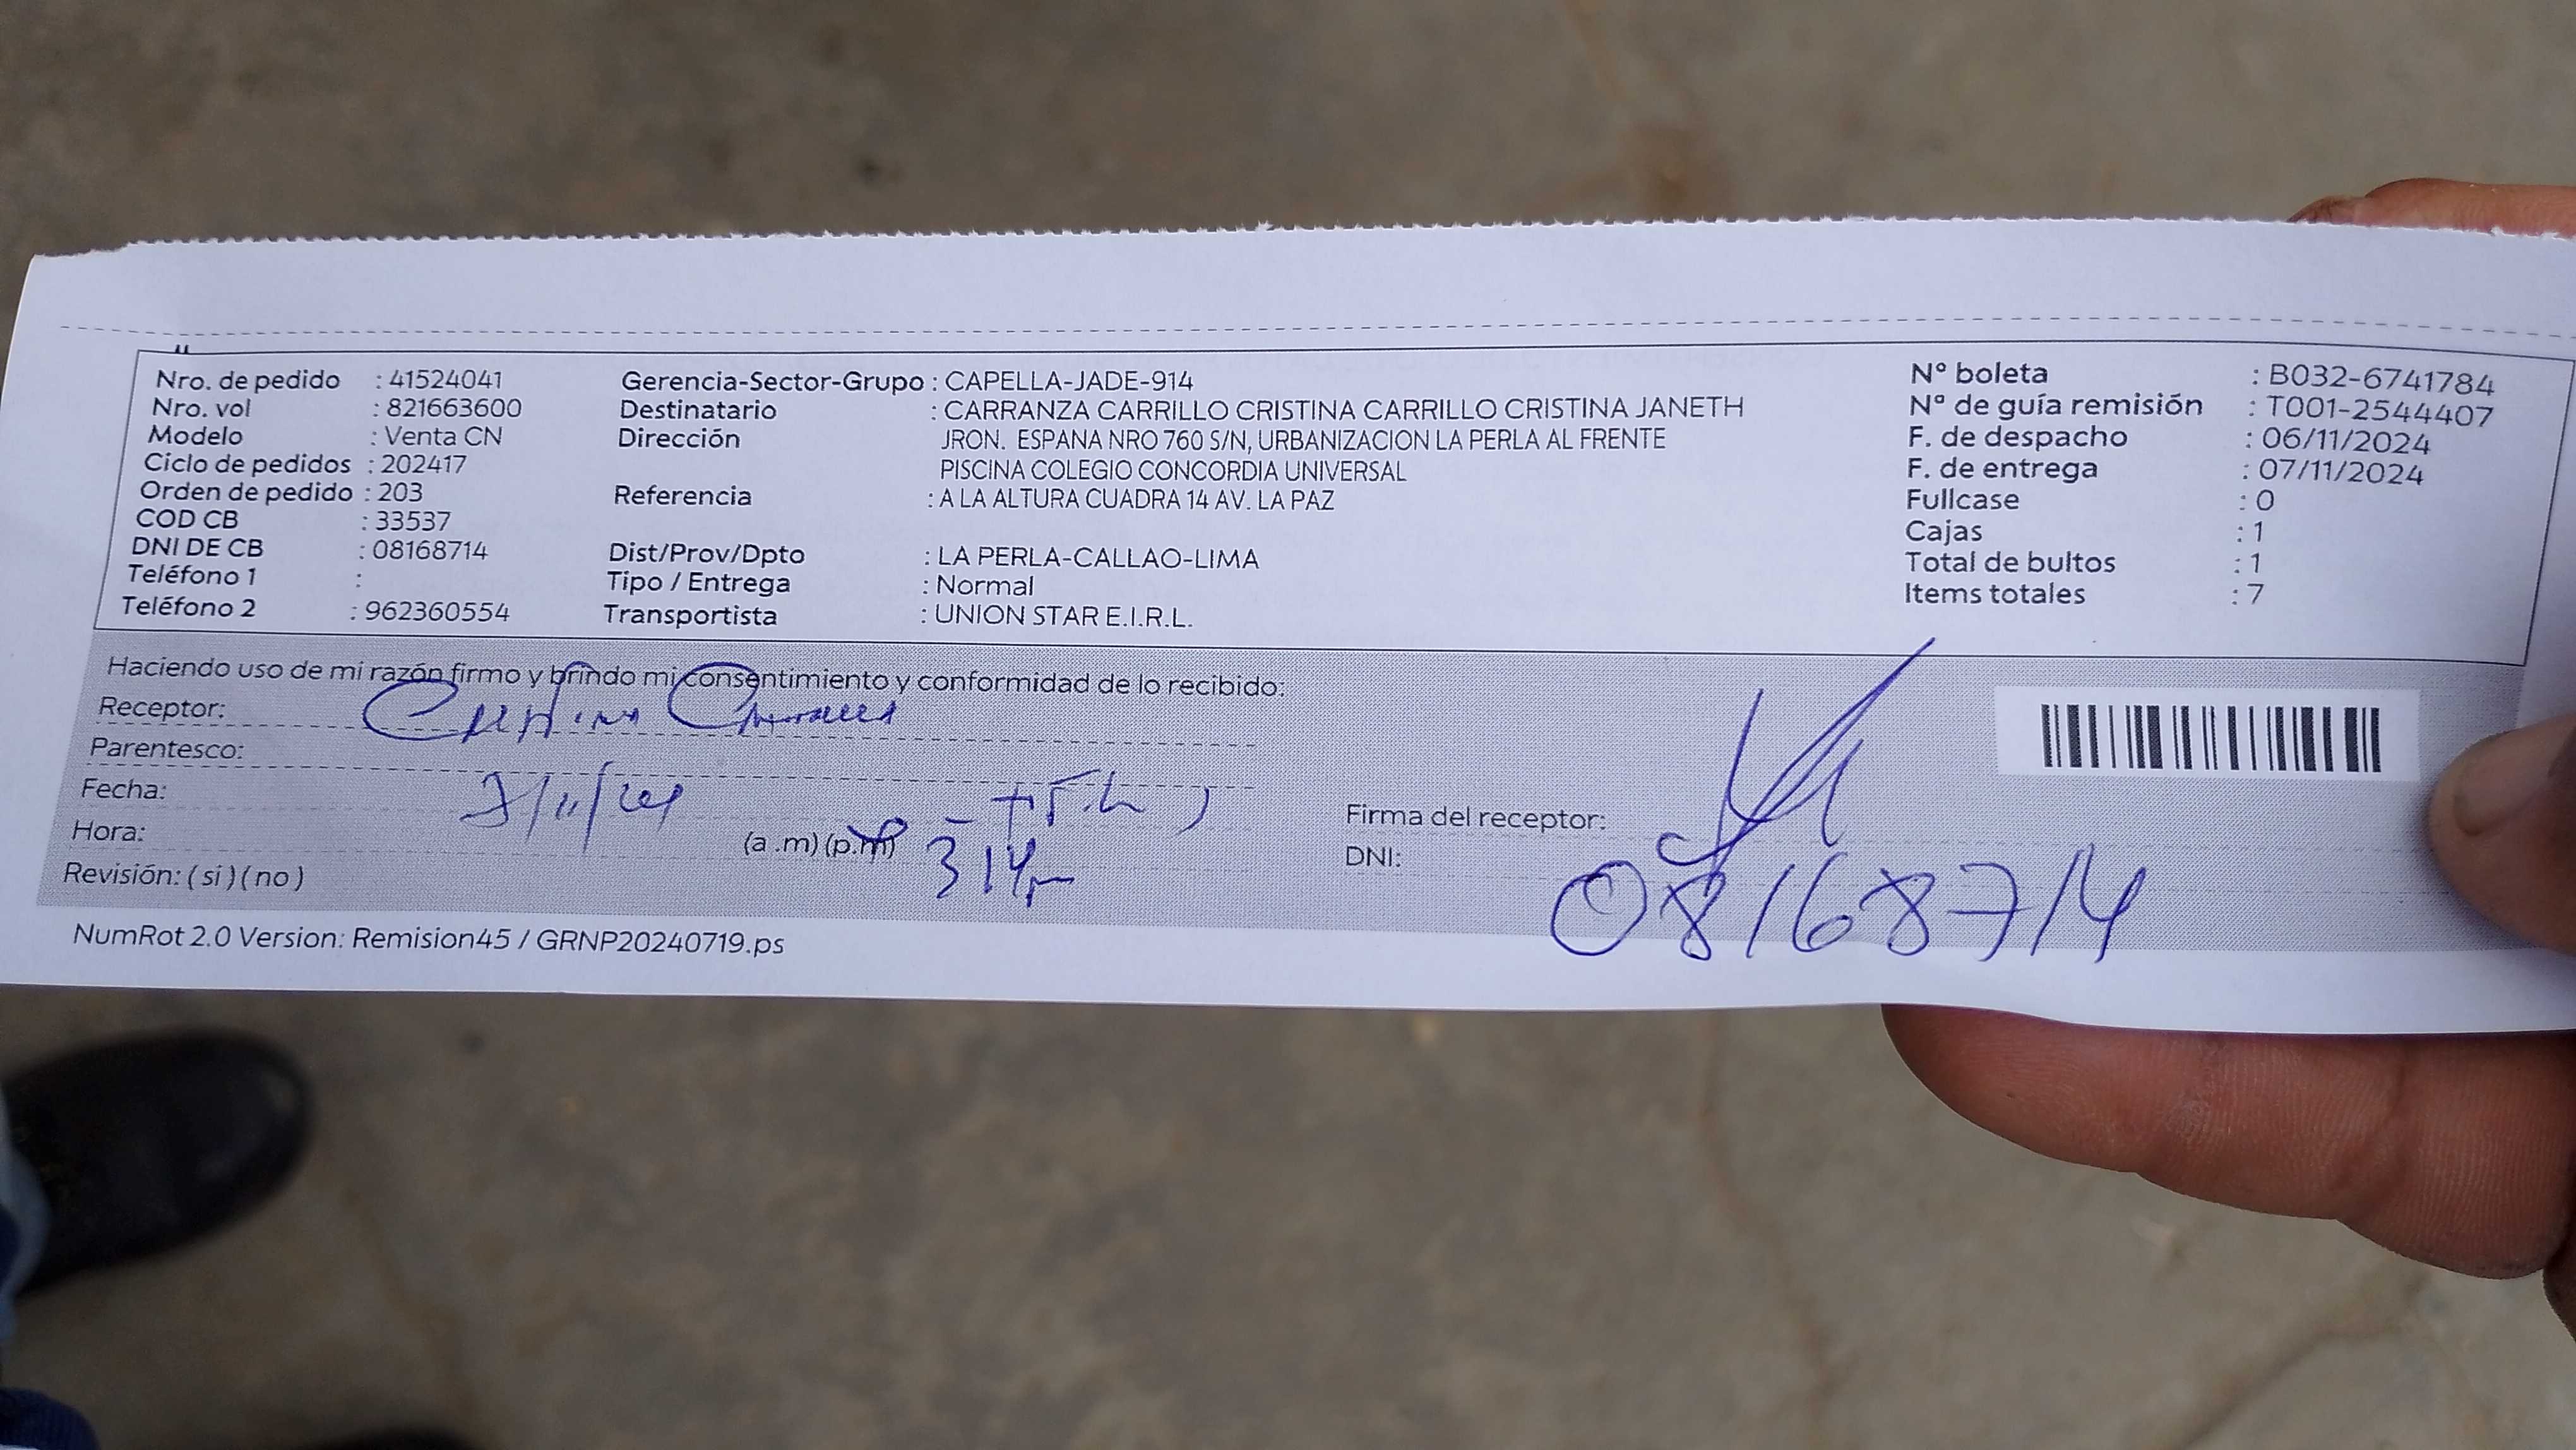 Nro. de pedido : 41524041
Nro. vol : 821663600
Modelo : Venta CN
Ciclo de pedidos : 202417
Orden de pedido : 203
COD CB : 33537
DNI DE CB : 08168714
Teléfono 1 :
Teléfono 2 : 962360554
Gerencia-Sector-Grupo : CAPELLA-JADE-914
Destinatario : CARRANZA CARRILLO CRISTINA CARRILLO CRISTINA JANETH
Dirección JRON. ESPANA NRO 760 S/N, URBANIZACION LA PERLA AL FRENTE
PISCINA COLEGIO CONCORDIA UNIVERSAL
Referencia : A LA ALTURA CUADRA 14 AV. LA PAZ
Dist/Prov/Dpto : LA PERLA-CALLAO-LIMA
Tipo / Entrega : Normal
Transportista : UNION STAR E.I.R.L.
Nº boleta : B032-6741784
Nº de guía remisión : T001-2544407
F. de despacho : 06/11/2024
F. de entrega : 07/11/2024
Fullcase : 0
Cajas : 1
Total de bultos : 1
Items totales : 7
Haciendo uso de mi razón firmo y brindo mi consentimiento y conformidad de lo recibido:
Receptor: Cristina
Parentesco:
Fecha: 7/11/24
Hora: (a .m) (p.m)
Revisión: ( si ) ( no )
Firma del receptor:
DNI: 08168714
NumRot 2.0 Version: Remision45 / GRNP20240719.ps